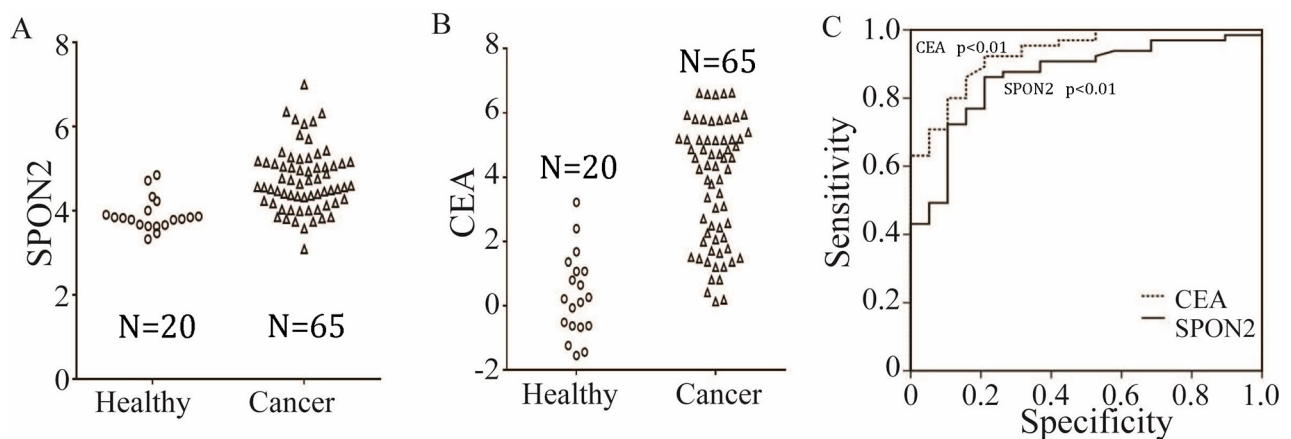 A
SPON2
8
6
4
2
0
N=20
N=65
Healthy
Cancer
B
CEA
8
6
4
2
0
-2
N=20
N=65
Healthy
Cancer
C
Sensitivity
1.0
0.8
0.6
0.4
0.2
0
CEA p<0.01
SPON2 p<0.01
CEA
SPON2
0 0.2 0.4 0.6 0.8 1.0
Specificity